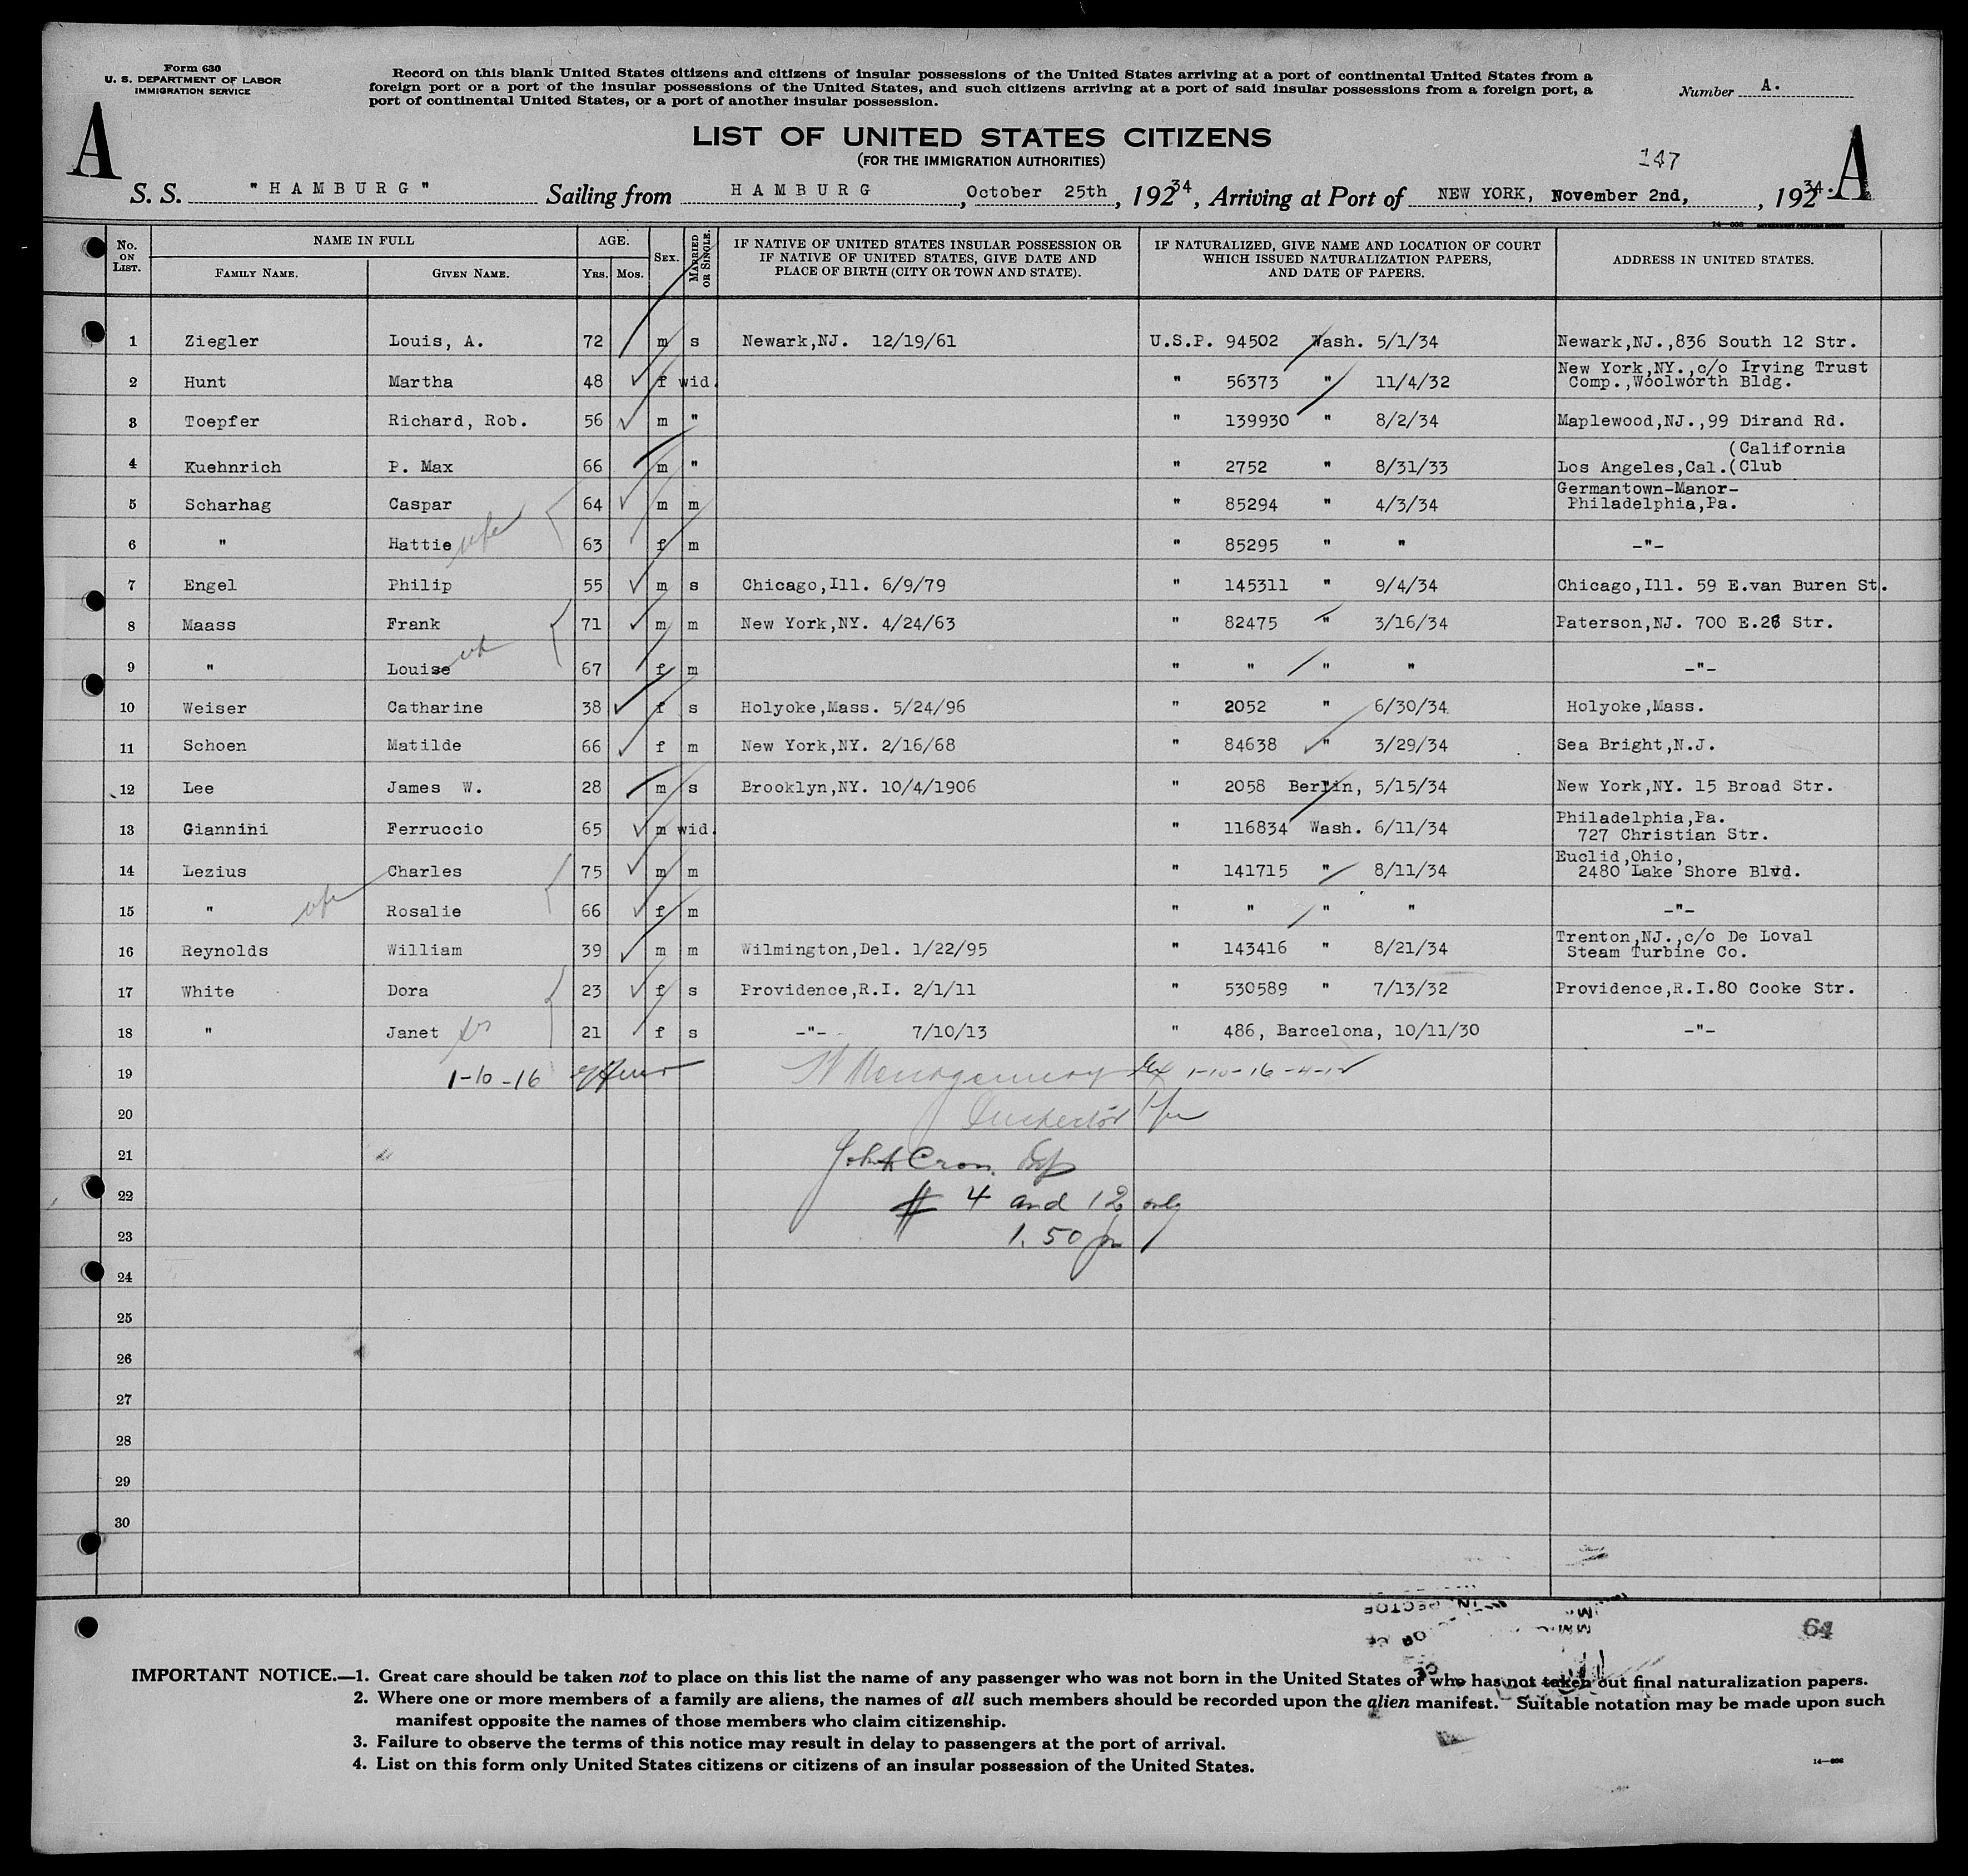 Form 630
U. S. DEPARTMENT OF LABOR
IMMIGRATION SERVICE
Record on this blank United States citizens and citizens of insular possessions of the United States arriving at a port of continental United States from a
foreign port or a port of the insular possessions of the United States, and such citizens arriving at a port of said insular possessions from a foreign port, a
port of continental United States, or a port of another insular possession.
Number A.
A
LIST OF UNITED STATES CITIZENS
(FOR THE IMMIGRATION AUTHORITIES)
147
A
S. S. "HAMBURG" Sailing from HAMBURG, October 25th, 19234, Arriving at Port of NEW YORK, November 2nd, 19234.
No. ON LIST. NAME IN FULL FAMILY NAME. GIVEN NAME. AGE. Yrs. Mos. SEX. MARRIED OR SINGLE. IF NATIVE OF UNITED STATES INSULAR POSSESSION OR IF NATIVE OF UNITED STATES, GIVE DATE AND PLACE OF BIRTH (CITY OR TOWN AND STATE). IF NATURALIZED, GIVE NAME AND LOCATION OF COURT WHICH ISSUED NATURALIZATION PAPERS, AND DATE OF PAPERS. ADDRESS IN UNITED STATES.
1 Ziegler Louis, A. 72 m s Newark,NJ. 12/19/61 U.S.P. 94502 Wash. 5/1/34 Newark,NJ.,836 South 12 Str.
2 Hunt Martha 48 f wid. " 56373 " 11/4/32 New York,NY.,c/o Irving Trust
Comp.,Woolworth Bldg.
3 Toepfer Richard, Rob. 56 m " " 139930 " 8/2/34 Maplewood,NJ.,99 Dirand Rd.
(California
4 Kuehnrich P. Max 66 m " " 2752 " 8/31/33 Los Angeles,Cal.(Club
5 Scharhag Caspar 64 m m " 85294 " 4/3/34 Germantown-Manor-
Philadelphia,Pa.
6 " Hattie wife 63 f m " 85295 " " -"-
7 Engel Philip 55 m s Chicago,Ill. 6/9/79 " 145311 " 9/4/34 Chicago,Ill. 59 E.van Buren St.
8 Maass Frank 71 m m New York,NY. 4/24/63 " 82475 " 3/16/34 Paterson,NJ. 700 E.26 Str.
9 " Louise 67 f m " " " " -"-
10 Weiser Catharine 38 f s Holyoke,Mass. 5/24/96 " 2052 " 6/30/34 Holyoke,Mass.
11 Schoen Matilde 66 f m New York,NY. 2/16/68 " 84638 " 3/29/34 Sea Bright,N.J.
12 Lee James W. 28 m s Brooklyn,NY. 10/4/1906 " 2058 Berlin, 5/15/34 New York,NY. 15 Broad Str.
13 Giannini Ferruccio 65 m wid. " 116834 Wash. 6/11/34 Philadelphia,Pa.
727 Christian Str.
14 Lezius Charles 75 m m " 141715 " 8/11/34 Euclid,Ohio,
2480 Lake Shore Blvd.
15 " wife Rosalie 66 f m " " " " -"-
16 Reynolds William 39 m m Wilmington,Del. 1/22/95 " 143416 " 8/21/34 Trenton,NJ.,c/o De Loval
Steam Turbine Co.
17 White Dora 23 f s Providence,R.I. 2/1/11 " 530589 " 7/13/32 Providence,R.I.80 Cooke Str.
18 " Janet 21 f s -"- 7/10/13 " 486, Barcelona, 10/11/30 -"-
19 1-10-16 Montgomery 1-10-16-4-12
20 Inspector
21 John Cron Insp
22 # 4 and 12 only
23 1.50 pm
24
25
26
27
28
29
30
64
IMPORTANT NOTICE.—1. Great care should be taken not to place on this list the name of any passenger who was not born in the United States or who has not taken out final naturalization papers.
2. Where one or more members of a family are aliens, the names of all such members should be recorded upon the alien manifest. Suitable notation may be made upon such
manifest opposite the names of those members who claim citizenship.
3. Failure to observe the terms of this notice may result in delay to passengers at the port of arrival.
4. List on this form only United States citizens or citizens of an insular possession of the United States.